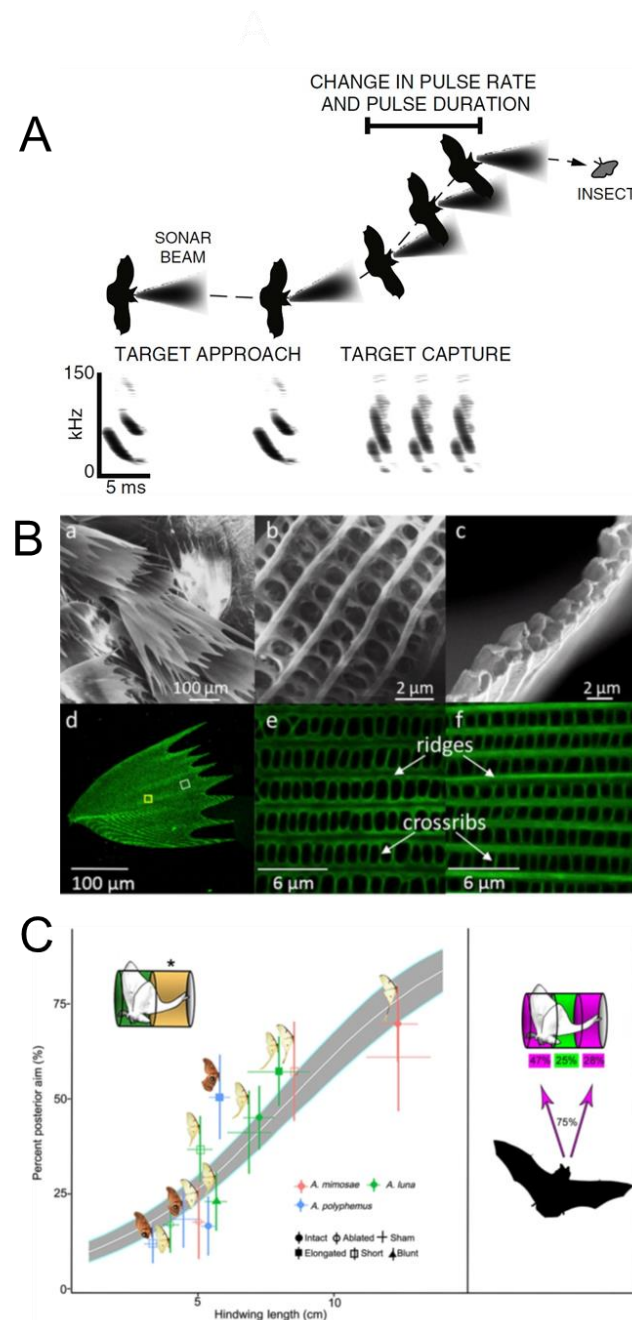 A
CHANGE IN PULSE RATE
AND PULSE DURATION
INSECT
SONAR
BEAM
TARGET APPROACH
TARGET CAPTURE
150
kHz
0
5 ms
B
a
b
c
100 μm
2 μm
2 μm
d
e
f
ridges
crossribs
100 μm
6 μm
6 μm
C
*
Percent posterior aim (%)
75
50
25
0
5
10
Hindwing length (cm)
A. mimosae
A. luna
A. polyphemus
Intact
Ablated
Sham
Elongated
Short
Blunt
47%
25%
28%
75%